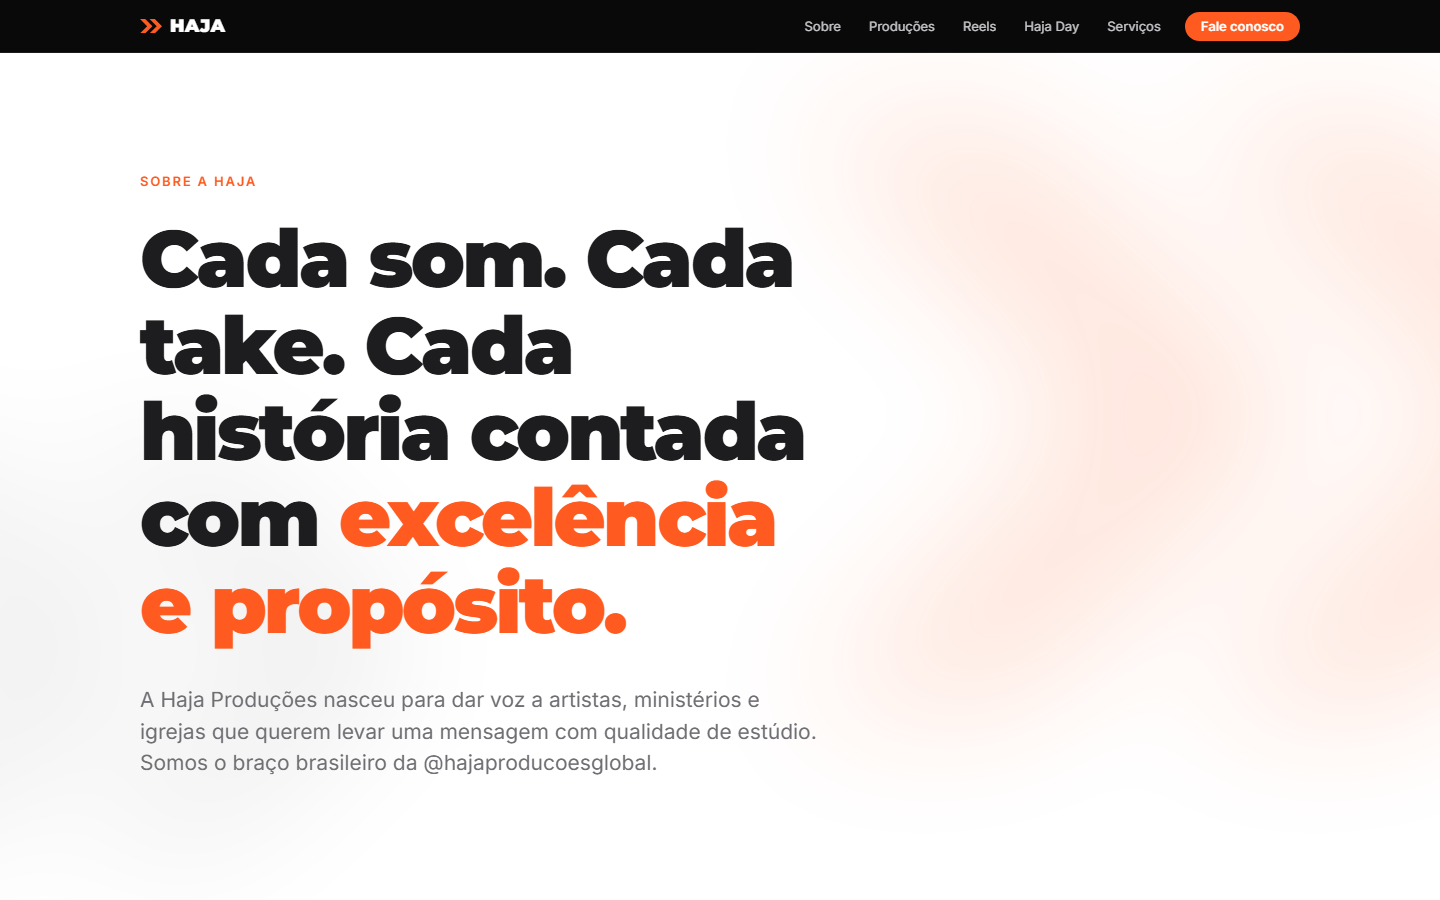 HAJA
Sobre
Produções
Reels
Haja Day
Serviços
Fale conosco
SOBRE A HAJA
Cada som. Cada
take. Cada
história contada
com excelência
e propósito.
A Haja Produções nasceu para dar voz a artistas, ministérios e
igrejas que querem levar uma mensagem com qualidade de estúdio.
Somos o braço brasileiro da @hajaproducoesglobal.